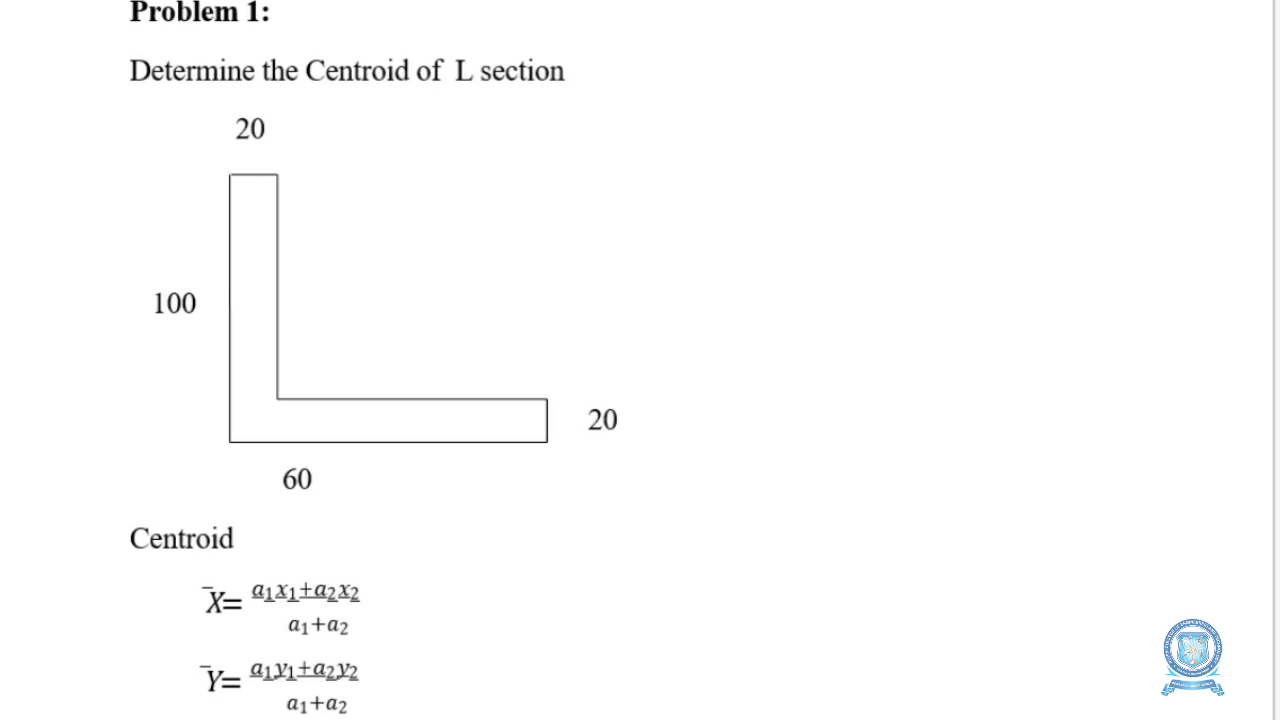 Problem 1:
Determine the Centroid of L section
20
100
20
60
Centroid
X̄= a₁x₁+a₂x₂
a₁+a₂
Ȳ= a₁y₁+a₂y₂
a₁+a₂